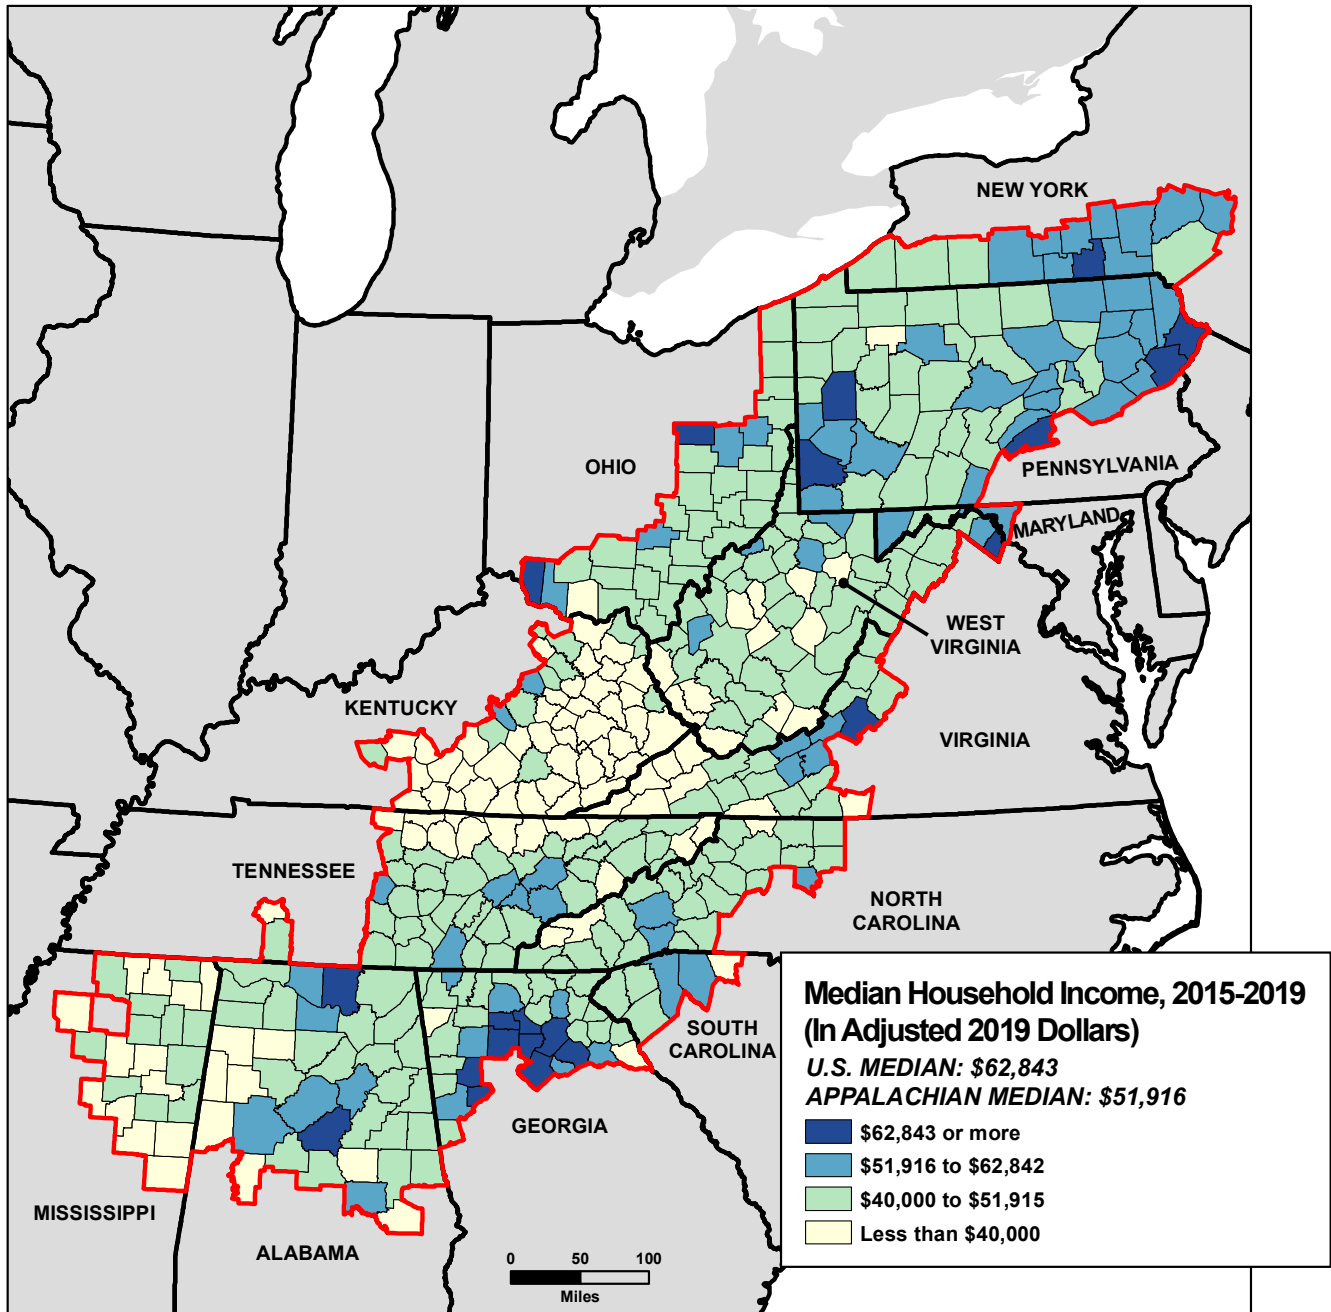 NEW YORK
OHIO
PENNSYLVANIA
MARYLAND
WEST
VIRGINIA
KENTUCKY
VIRGINIA
TENNESSEE
NORTH
CAROLINA
SOUTH
CAROLINA
GEORGIA
MISSISSIPPI
ALABAMA
Median Household Income, 2015-2019
(In Adjusted 2019 Dollars)
U.S. MEDIAN: $62,843
APPALACHIAN MEDIAN: $51,916
$62,843 or more
$51,916 to $62,842
$40,000 to $51,915
Less than $40,000
0 50 100
Miles